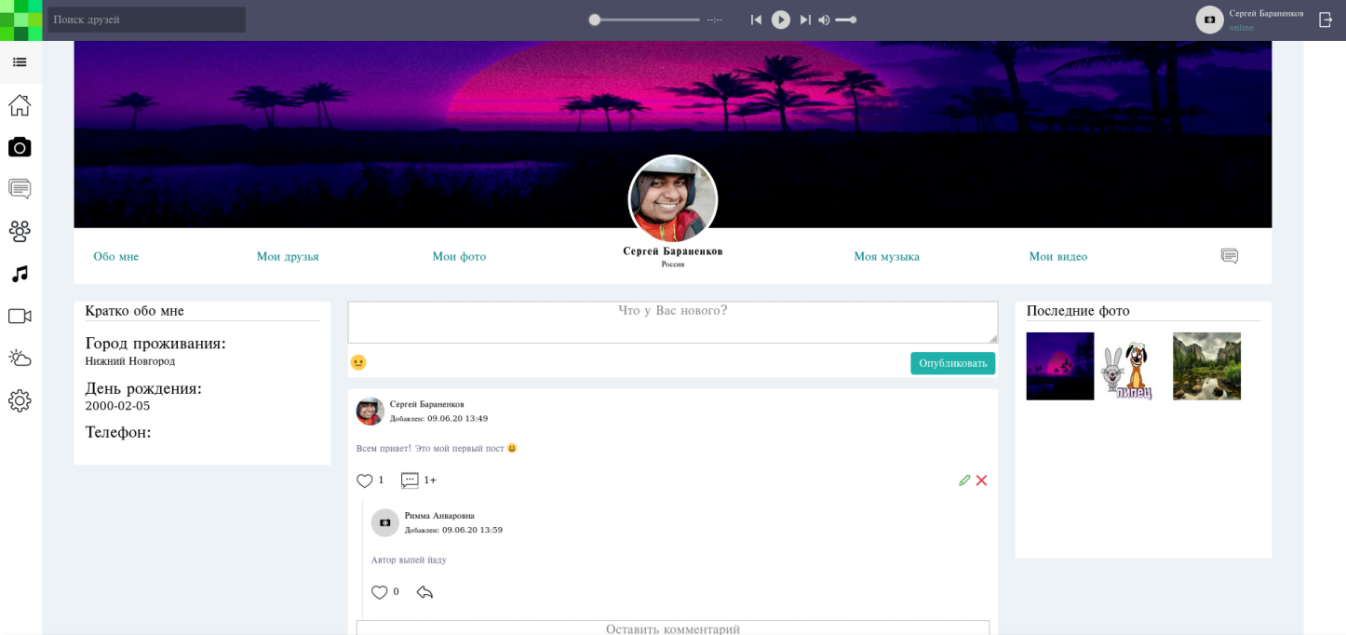 Поиск друзей
--:--
Сергей Бараненков
online
Сергей Бараненков
Россия
Обо мне
Мои друзья
Мои фото
Моя музыка
Мои видео
Кратко обо мне
Город проживания:
Нижний Новгород
День рождения:
2000-02-05
Телефон:
Что у Вас нового?
Опубликовать
Сергей Бараненков
Добавлен: 09.06.20 13:49
Всем привет! Это мой первый пост 😃
1
1+
Римма Анваровна
Добавлен: 09.06.20 13:59
Автор выпей йаду
0
Оставить комментарий
Последние фото
пипец